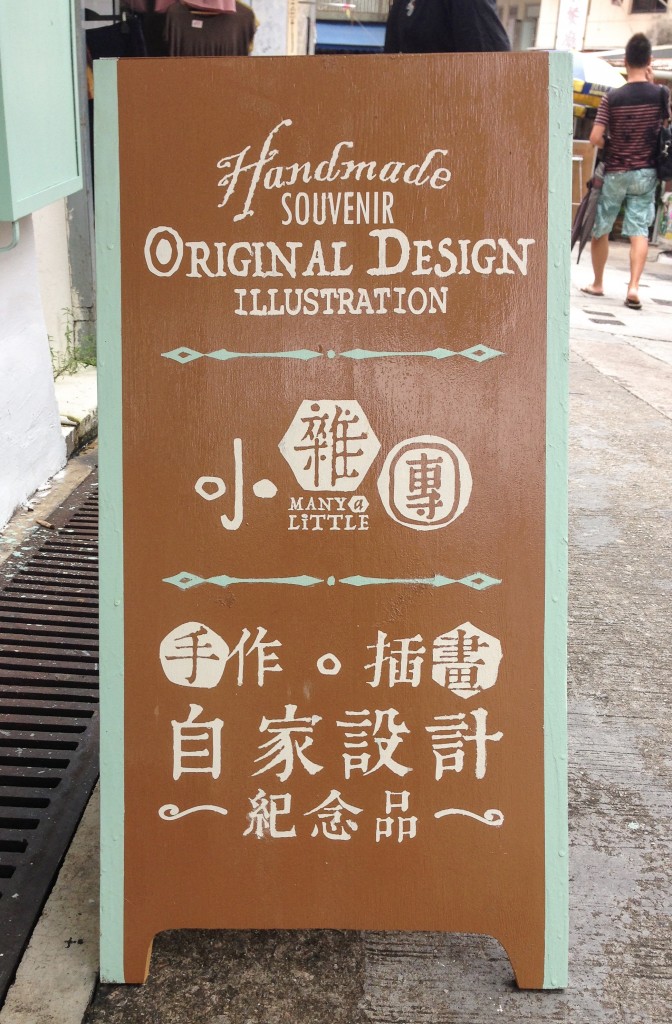 Handmade
SOUVENIR
ORIGINAL DESIGN
ILLUSTRATION
小雜團
MANY a
LiTTLE
手作。插畫
自家設計
～紀念品～